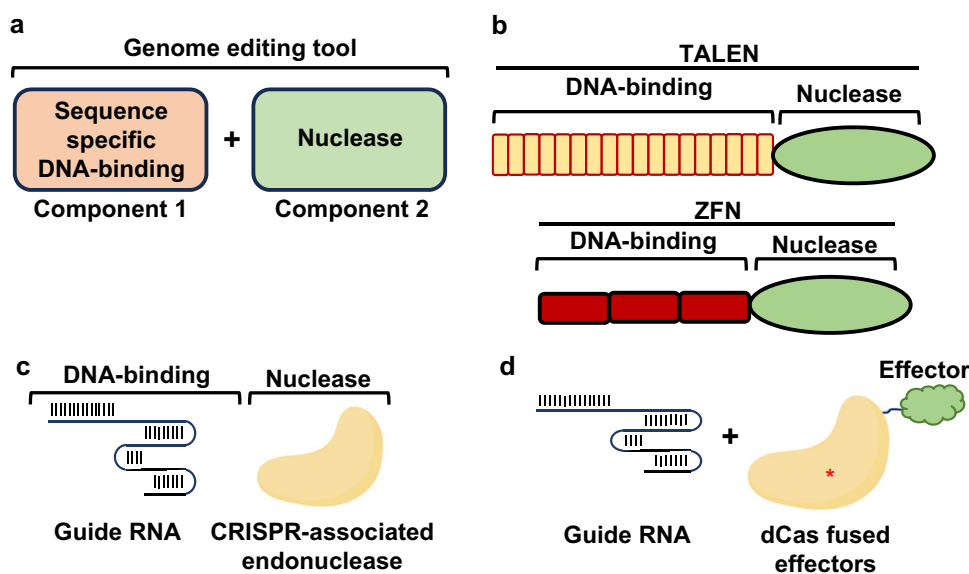 a
Genome editing tool
Sequence
specific
DNA-binding
+
Nuclease
Component 1
Component 2
b
TALEN
DNA-binding
Nuclease
ZFN
DNA-binding
Nuclease
c
DNA-binding
Nuclease
Guide RNA
CRISPR-associated
endonuclease
d
Effector
+
*
Guide RNA
dCas fused
effectors